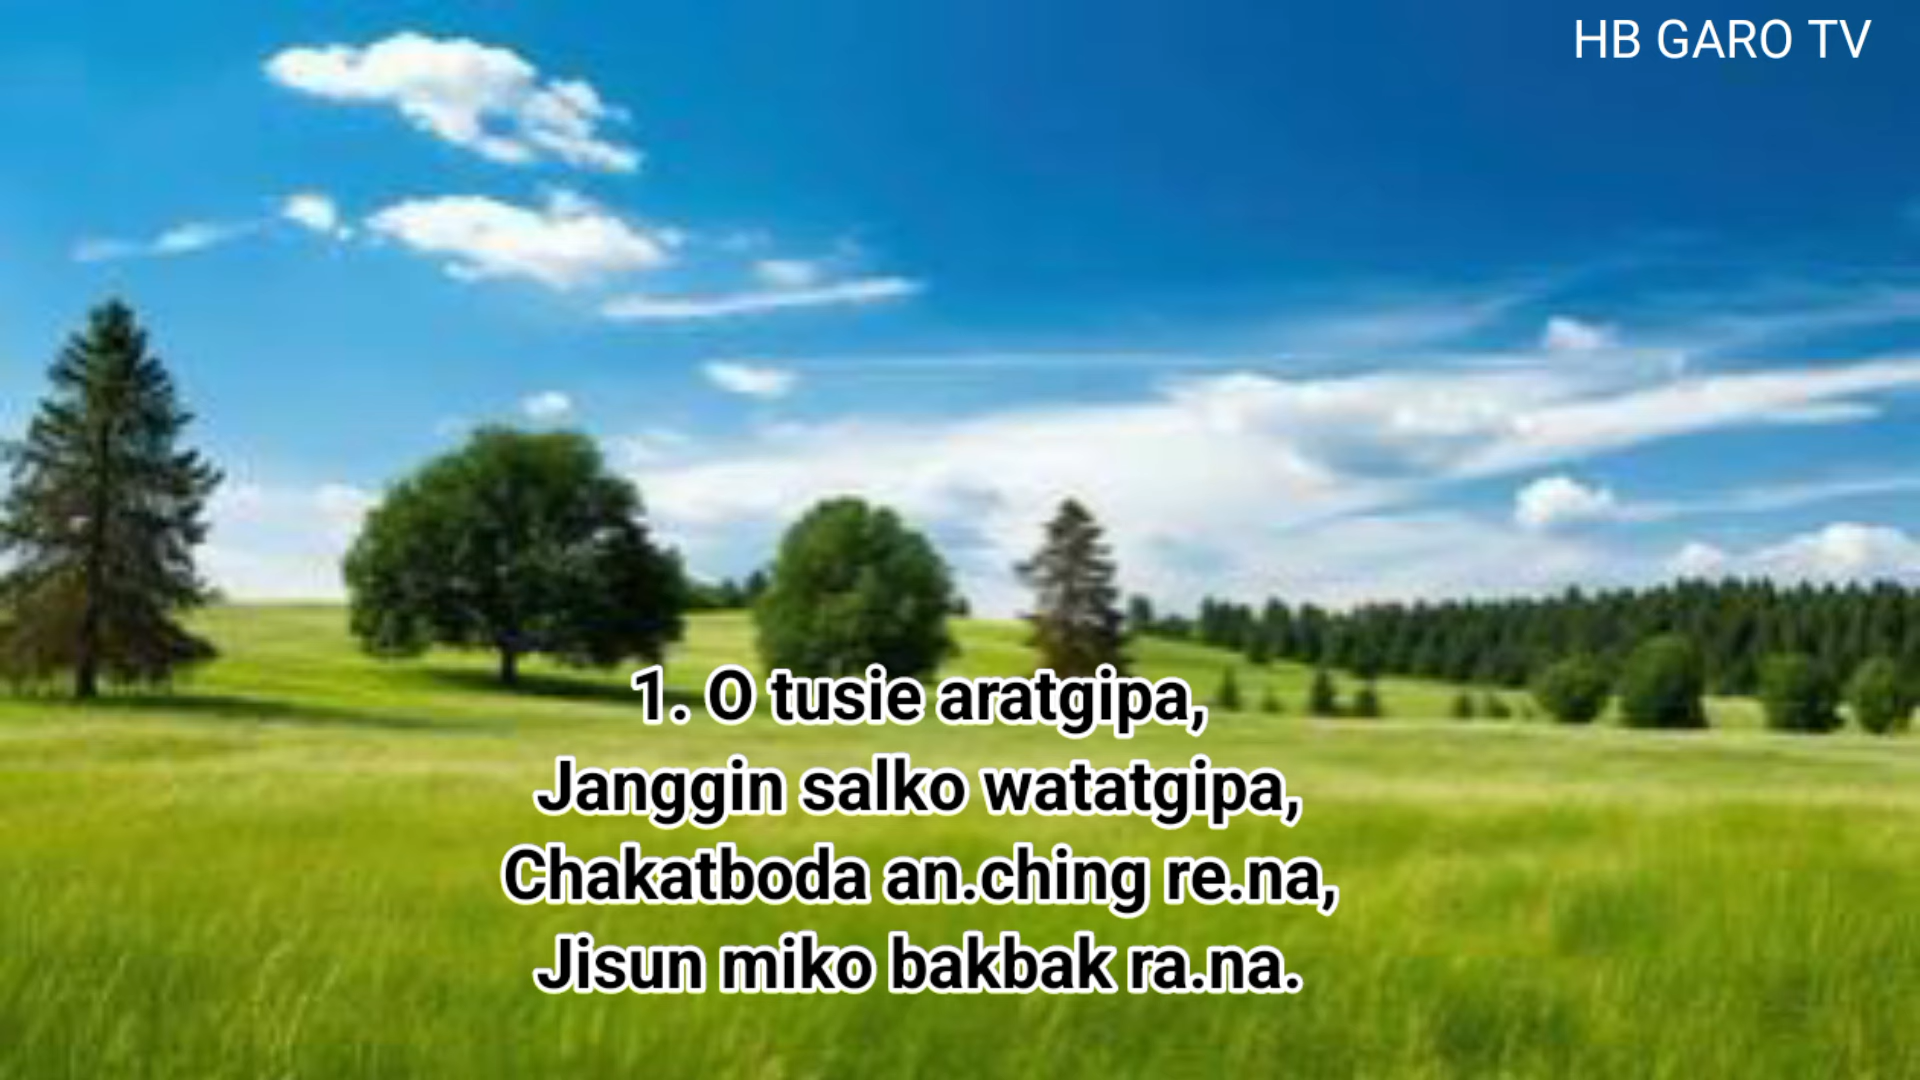 HB GARO TV
1. O tusie aratgipa,
Janggin salko watatgipa,
Chakatboda an.ching re.na,
Jisun miko bakbak ra.na.